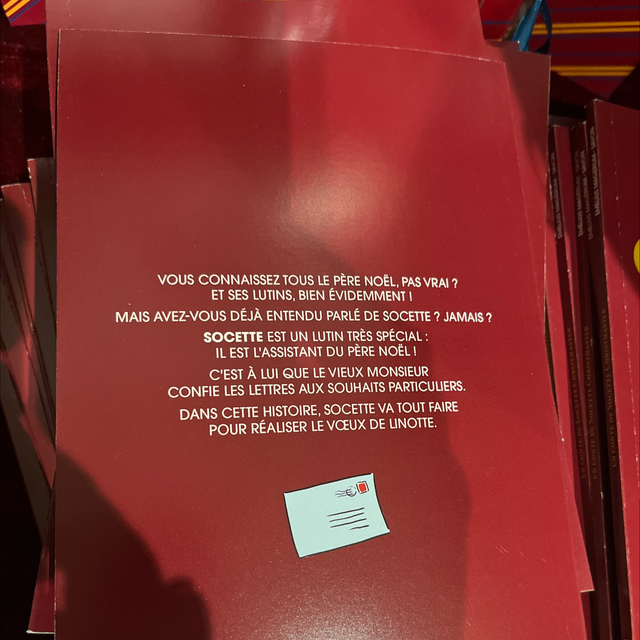 VOUS CONNAISSEZ TOUS LE PÈRE NOËL, PAS VRAI ?
ET SES LUTINS, BIEN ÉVIDEMMENT !
MAIS AVEZ-VOUS DÉJÀ ENTENDU PARLÉ DE SOCETTE ? JAMAIS ?
SOCETTE EST UN LUTIN TRÈS SPÉCIAL :
IL EST L'ASSISTANT DU PÈRE NOËL !
C'EST À LUI QUE LE VIEUX MONSIEUR
CONFIE LES LETTRES AUX SOUHAITS PARTICULIERS.
DANS CETTE HISTOIRE, SOCETTE VA TOUT FAIRE
POUR RÉALISER LE VŒUX DE LINOTTE.